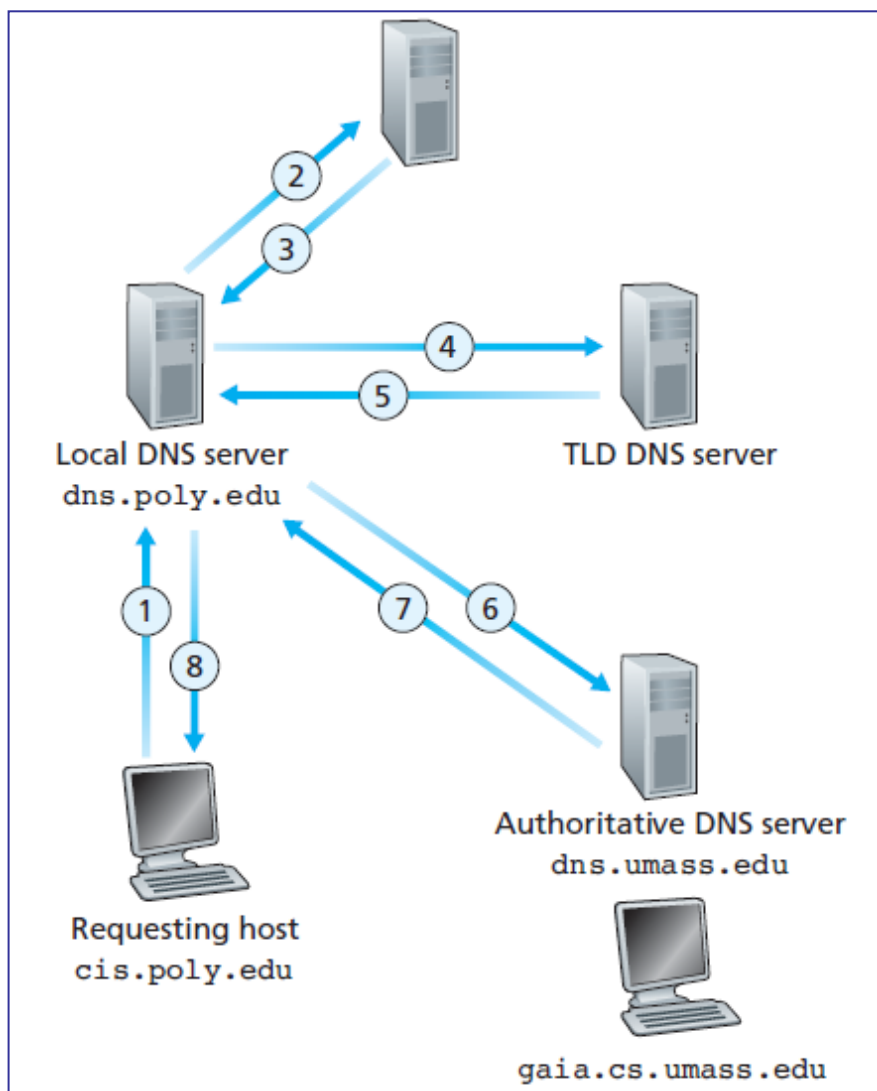 2
3
4
5
Local DNS server
dns.poly.edu
TLD DNS server
1
8
7
6
Authoritative DNS server
dns.umass.edu
Requesting host
cis.poly.edu
gaia.cs.umass.edu